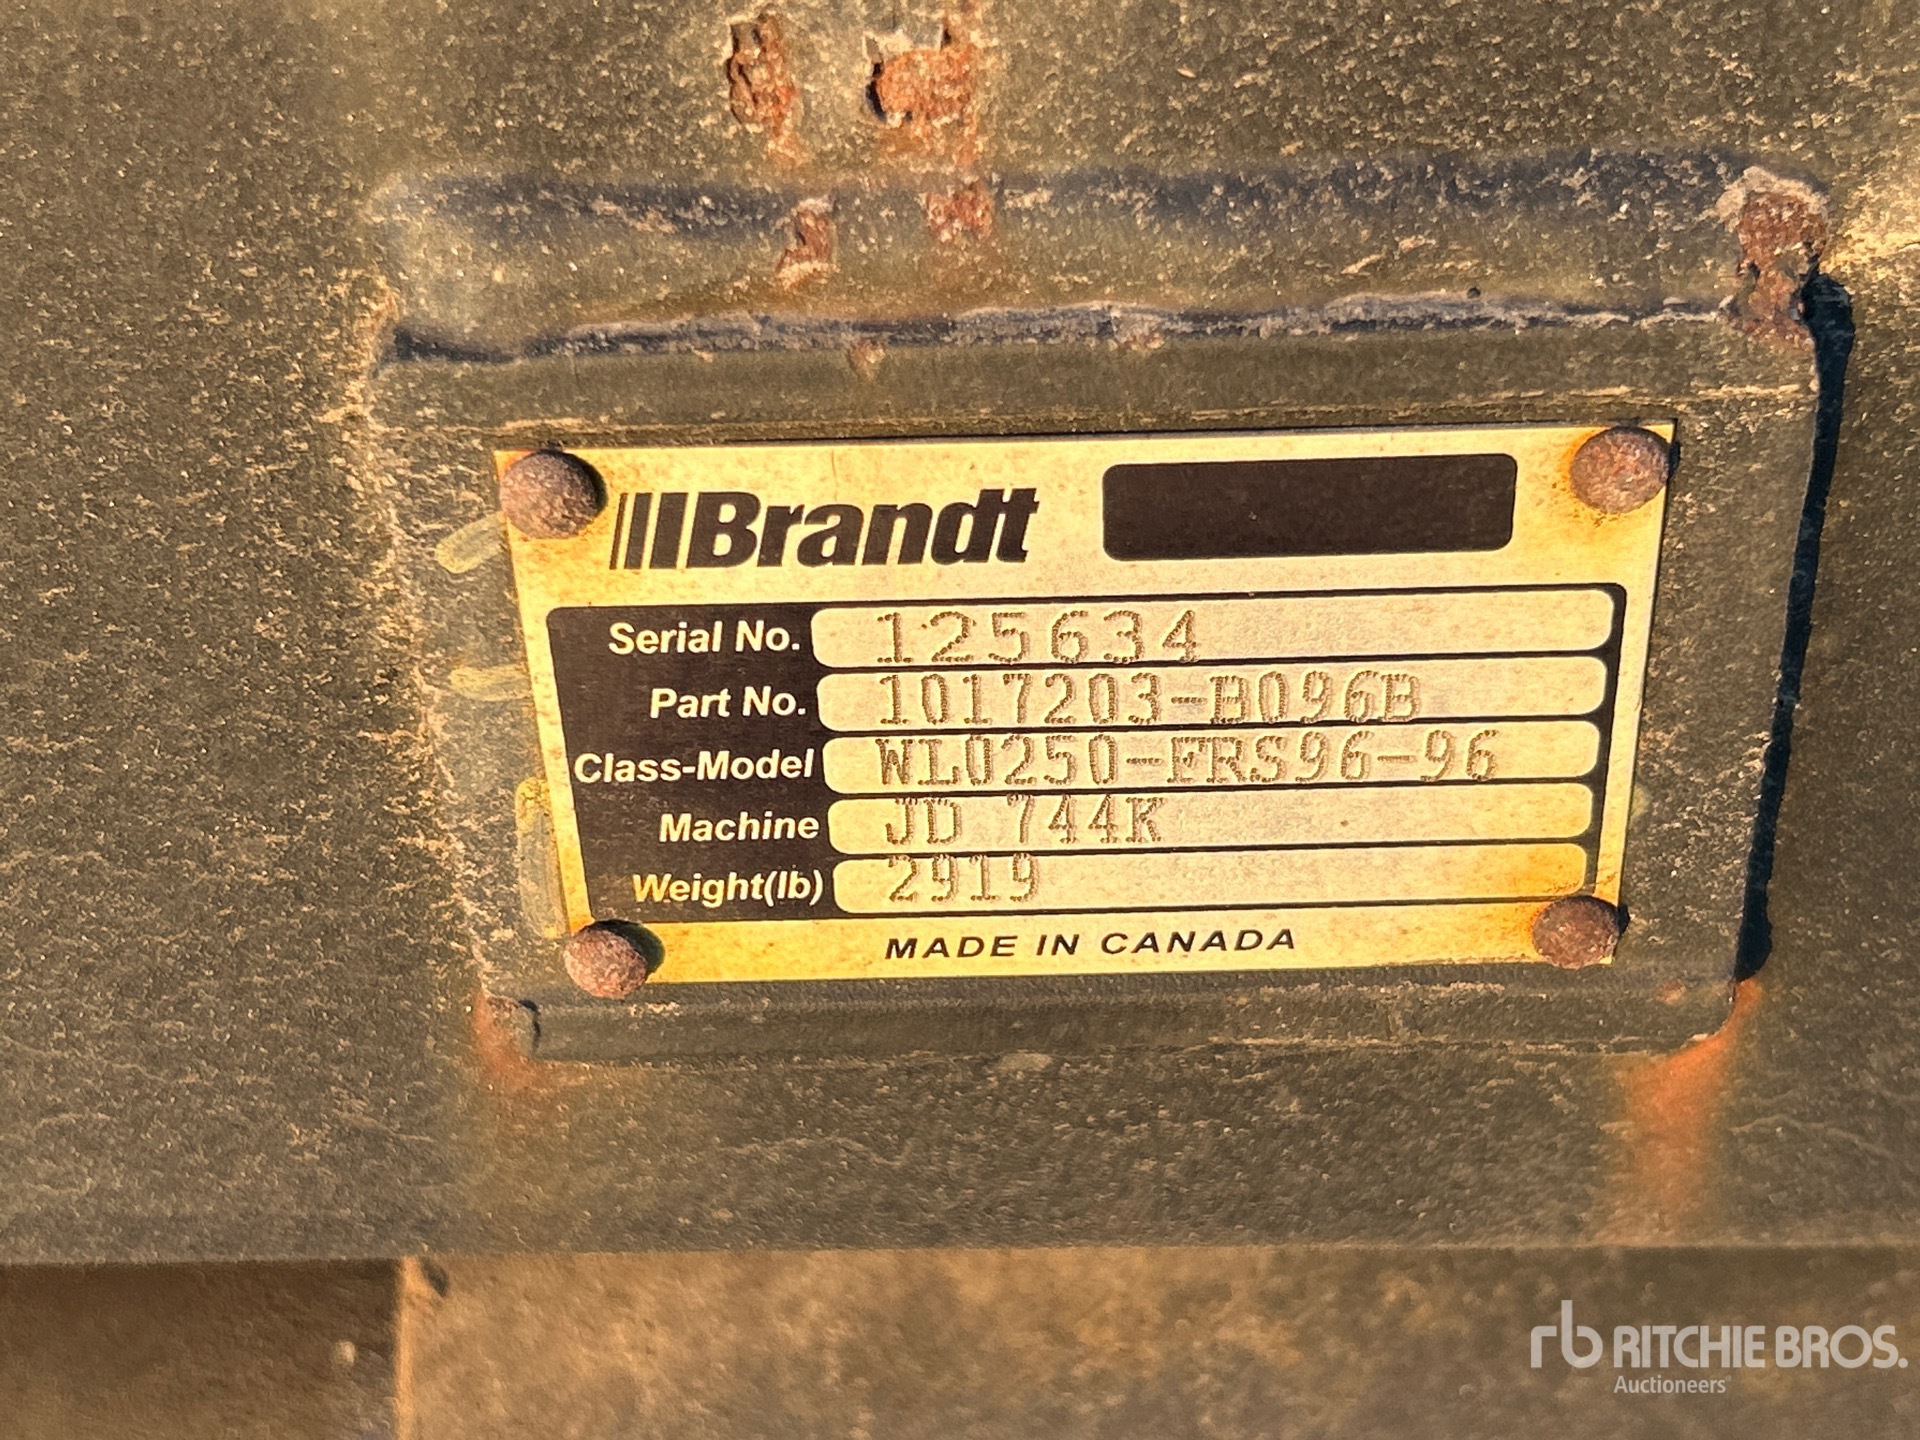 Brandt
Serial No. 125634
Part No. 1017203-B096B
Class-Model WL0250-FRS96-96
Machine JD 744K
Weight(lb) 2919
MADE IN CANADA
rb RITCHIE BROS.
Auctioneers